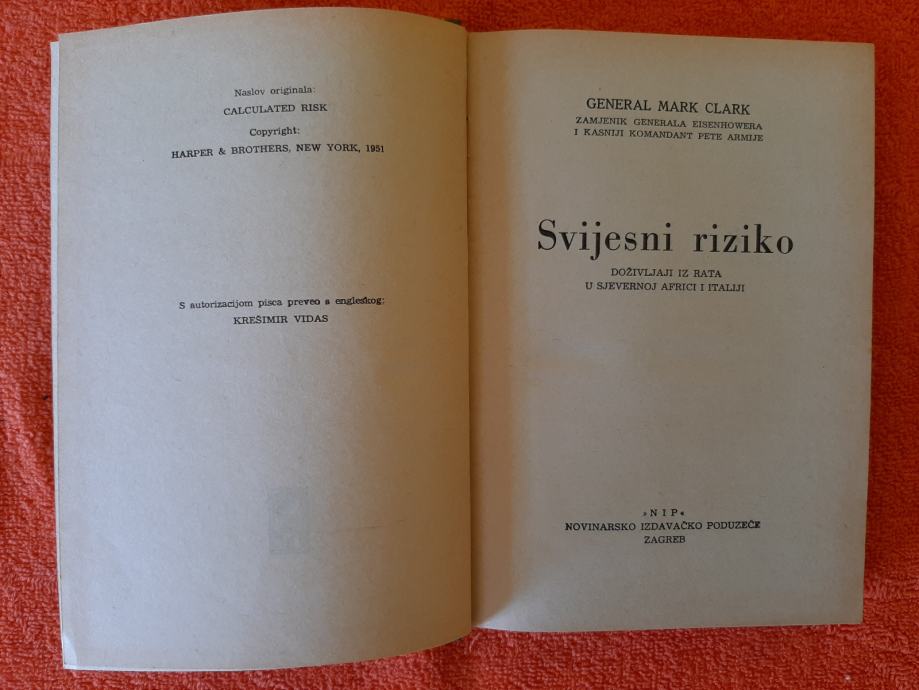 Naslov originala:
CALCULATED RISK
Copyright:
HARPER & BROTHERS, NEW YORK, 1951
S autorizacijom pisca preveo s engleskog:
KREŠIMIR VIDAS
GENERAL MARK CLARK
ZAMJENIK GENERALA EISENHOWERA
I KASNIJI KOMANDANT PETE ARMIJE
Svijesni riziko
DOŽIVLJAJI IZ RATA
U SJEVERNOJ AFRICI I ITALIJI
»NIP«
NOVINARSKO IZDAVAČKO PODUZEĆE
ZAGREB